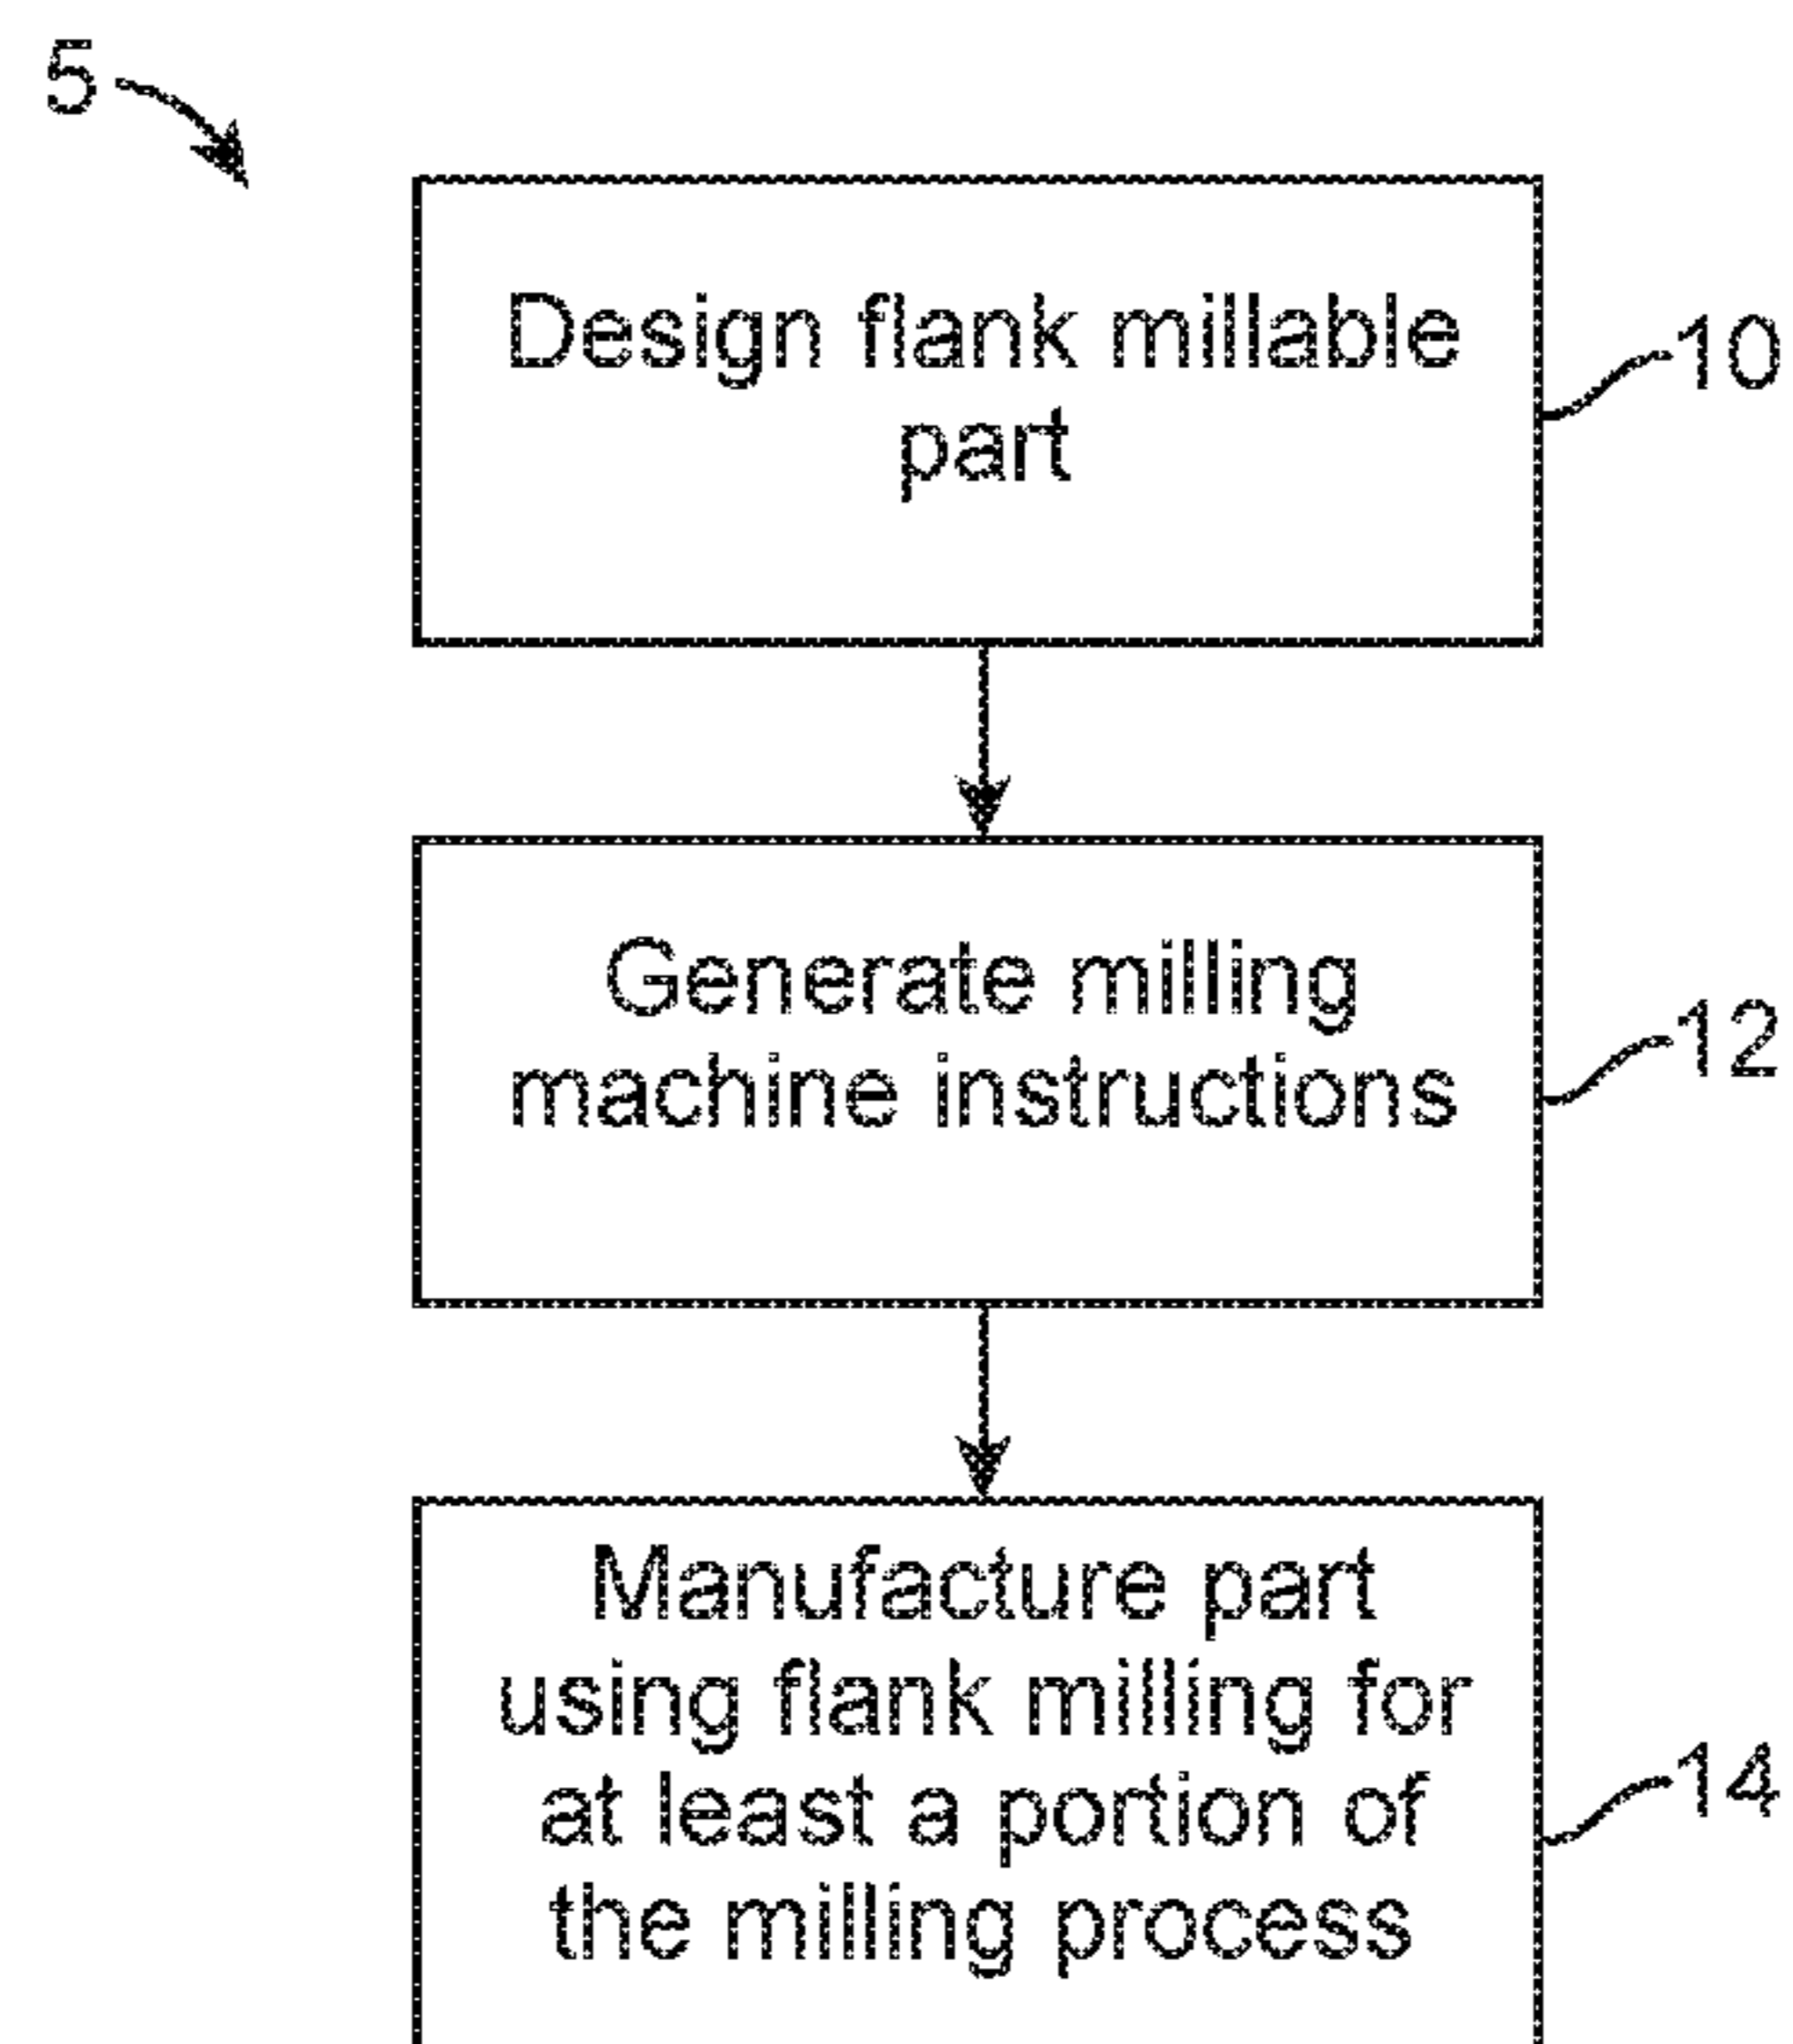 5
Design flank millable
part
10
Generate milling
machine instructions
12
Manufacture part
using flank milling for
at least a portion of
the milling process
14